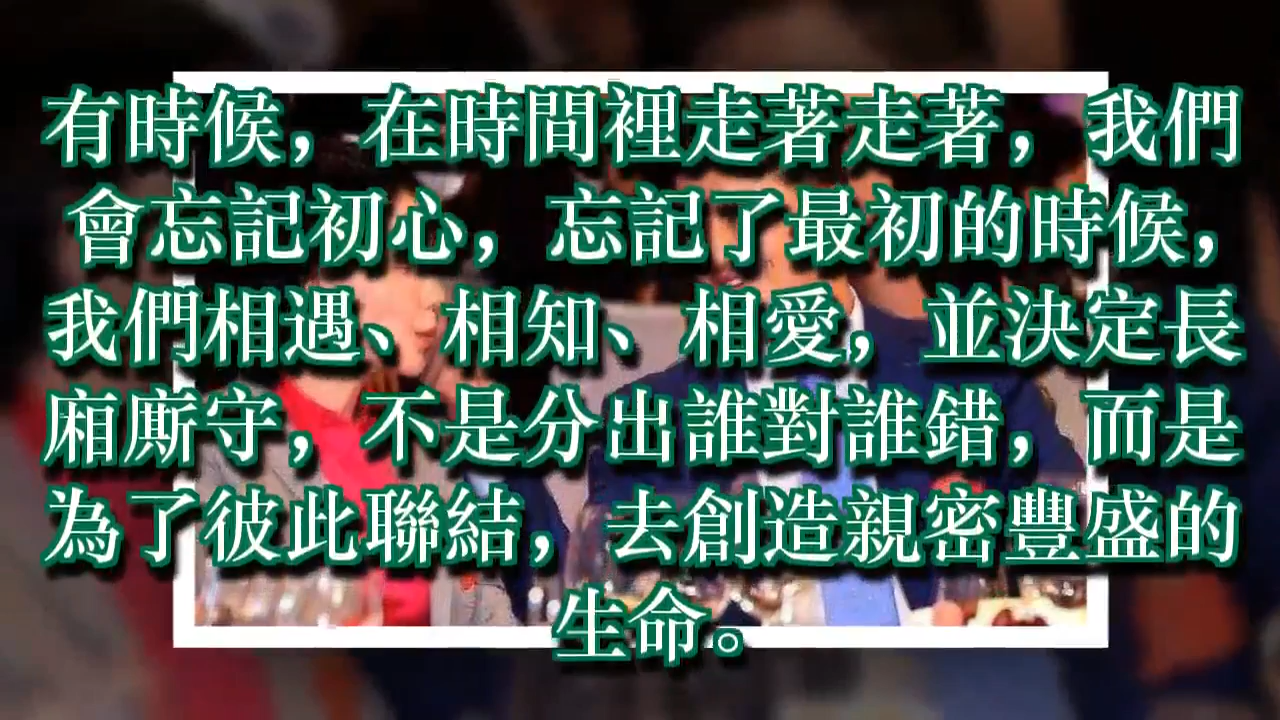 有時候，在時間裡走著走著，我們
會忘記初心，忘記了最初的時候，
我們相遇、相知、相愛，並決定長
廂廝守，不是分出誰對誰錯，而是
為了彼此聯結，去創造親密豐盛的
生命。